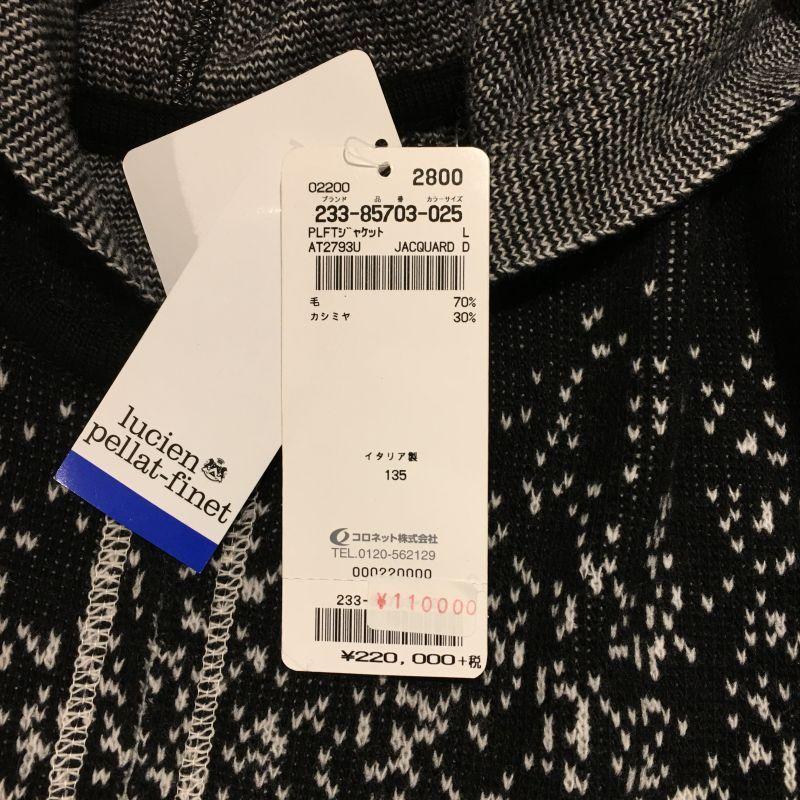 lucien
pellat-finet
02200 2800
ブランド 品 番 カラーサイズ
233-85703-025
PLFTジャケット L
AT2793U JACQUARD D
毛 70%
カシミヤ 30%
イタリア製
135
コロネット株式会社
TEL.0120-562129
000220000
233- ¥110000
¥220,000+税